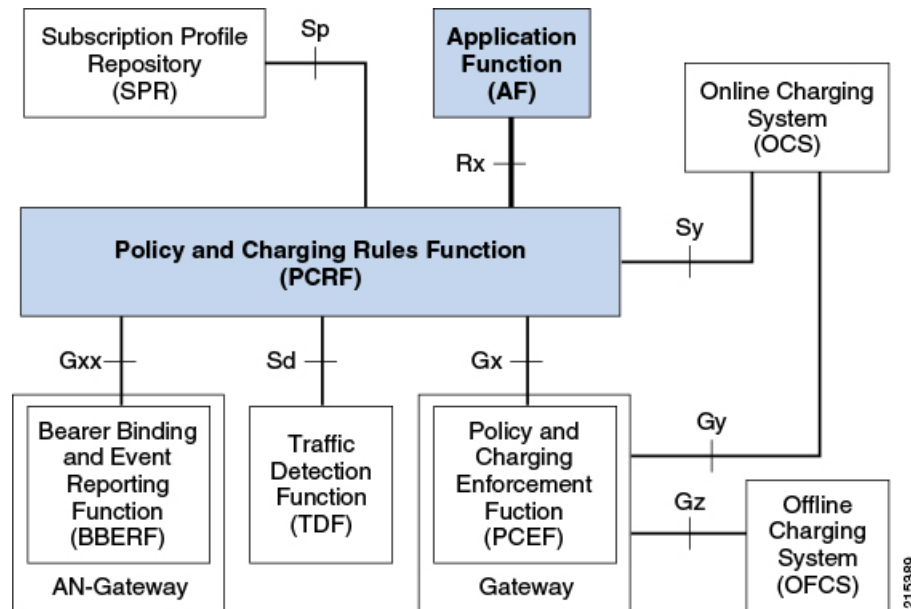 Subscription Profile
Repository
(SPR)
Sp
Application
Function
(AF)
Online Charging
System
(OCS)
Rx
Policy and Charging Rules Function
(PCRF)
Sy
Gxx
Sd
Gx
Bearer Binding
and Event
Reporting
Function
(BBERF)
AN-Gateway
Traffic
Detection
Function
(TDF)
Policy and
Charging
Enforcement
Fuction
(PCEF)
Gateway
Gy
Gz
Offline
Charging
System
(OFCS)
215989